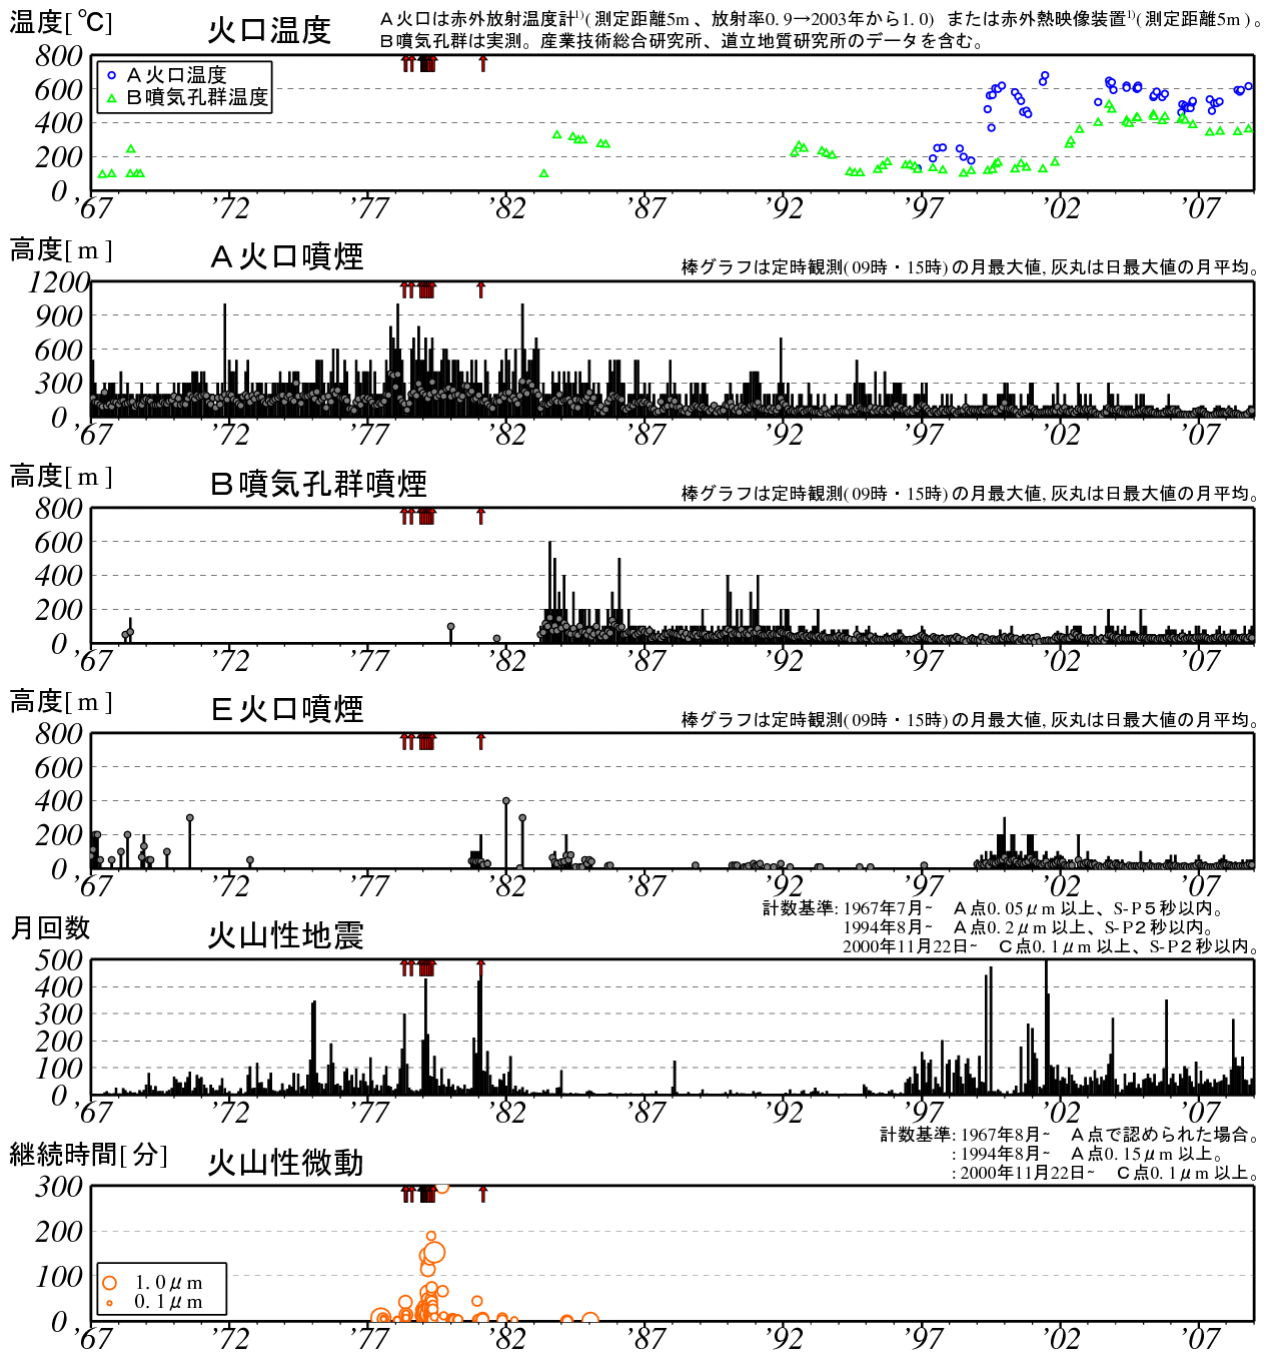 温度[℃]
火口温度
A火口は赤外放射温度計1)(測定距離5m、放射率0.9→2003年から1.0) または赤外熱映像装置1)(測定距離5m)。
B噴気孔群は実測。産業技術総合研究所、道立地質研究所のデータを含む。
800
600
400
200
0
A火口温度
B噴気孔群温度
'67 '72 '77 '82 '87 '92 '97 '02 '07
高度[m]
A火口噴煙
棒グラフは定時観測(09時・15時)の月最大値,灰丸は日最大値の月平均。
1200
900
600
300
0
'67 '72 '77 '82 '87 '92 '97 '02 '07
高度[m]
B噴気孔群噴煙
棒グラフは定時観測(09時・15時)の月最大値,灰丸は日最大値の月平均。
800
600
400
200
0
'67 '72 '77 '82 '87 '92 '97 '02 '07
高度[m]
E火口噴煙
棒グラフは定時観測(09時・15時)の月最大値,灰丸は日最大値の月平均。
800
600
400
200
0
'67 '72 '77 '82 '87 '92 '97 '02 '07
月回数
火山性地震
計数基準:1967年7月~ A点0.05μm以上、S-P5秒以内。
1994年8月~ A点0.2μm以上、S-P2秒以内。
2000年11月22日~ C点0.1μm以上、S-P2秒以内。
500
400
300
200
100
0
'67 '72 '77 '82 '87 '92 '97 '02 '07
継続時間[分]
火山性微動
計数基準:1967年8月~ A点で認められた場合。
:1994年8月~ A点0.15μm以上。
:2000年11月22日~ C点0.1μm以上。
300
200
100
0
1.0μm
0.1μm
'67 '72 '77 '82 '87 '92 '97 '02 '07